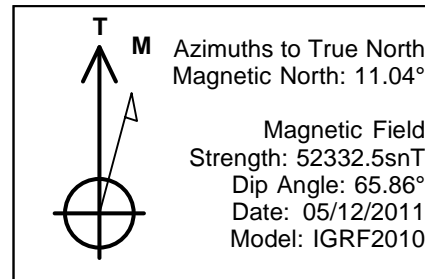 T
M
Azimuths to True North
Magnetic North: 11.04°
Magnetic Field
Strength: 52332.5snT
Dip Angle: 65.86°
Date: 05/12/2011
Model: IGRF2010